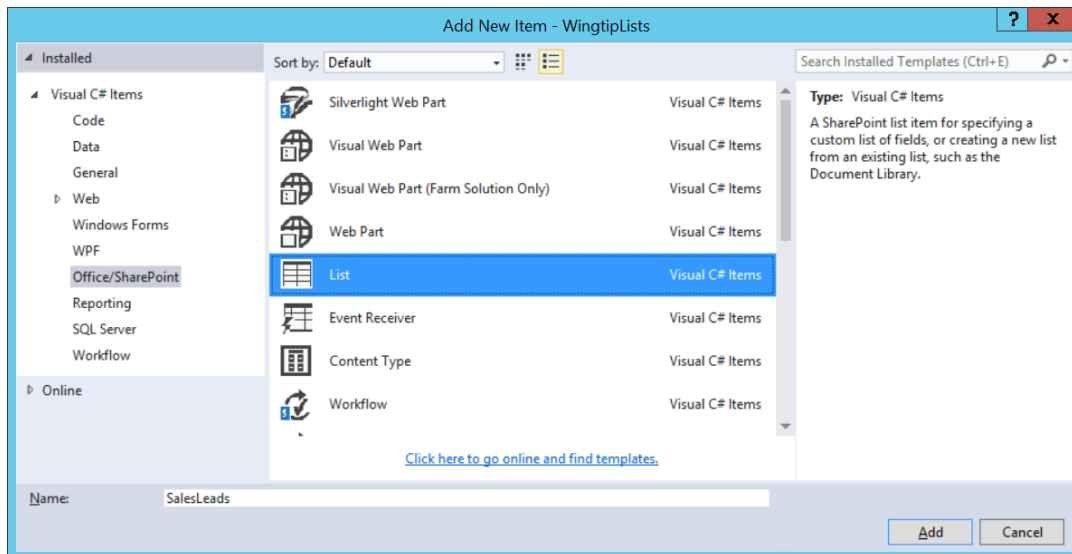 Add New Item - WingtipLists
? X
Installed
Visual C# Items
Code
Data
General
Web
Windows Forms
WPF
Office/SharePoint
Reporting
SQL Server
Workflow
Online
Sort by: Default
Silverlight Web Part Visual C# Items
Visual Web Part Visual C# Items
Visual Web Part (Farm Solution Only) Visual C# Items
Web Part Visual C# Items
List Visual C# Items
Event Receiver Visual C# Items
Content Type Visual C# Items
Workflow Visual C# Items
Click here to go online and find templates.
Search Installed Templates (Ctrl+E)
Type: Visual C# Items
A SharePoint list item for specifying a
custom list of fields, or creating a new list
from an existing list, such as the
Document Library.
Name: SalesLeads
Add Cancel